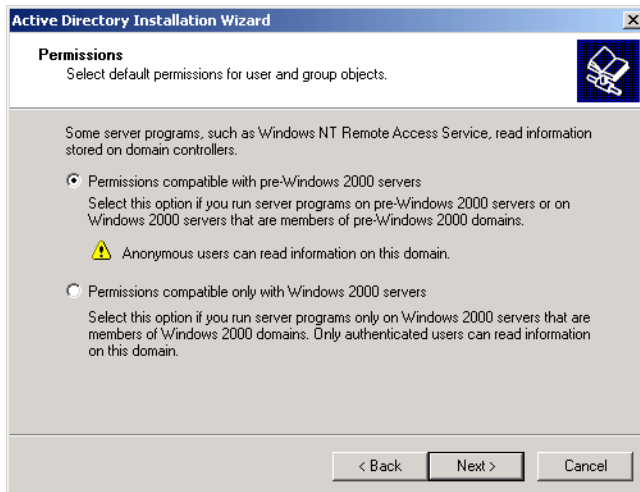 Active Directory Installation Wizard
Permissions
Select default permissions for user and group objects.
Some server programs, such as Windows NT Remote Access Service, read information
stored on domain controllers.
Permissions compatible with pre-Windows 2000 servers
Select this option if you run server programs on pre-Windows 2000 servers or on
Windows 2000 servers that are members of pre-Windows 2000 domains.
Anonymous users can read information on this domain.
Permissions compatible only with Windows 2000 servers
Select this option if you run server programs only on Windows 2000 servers that are
members of Windows 2000 domains. Only authenticated users can read information
on this domain.
< Back Next > Cancel